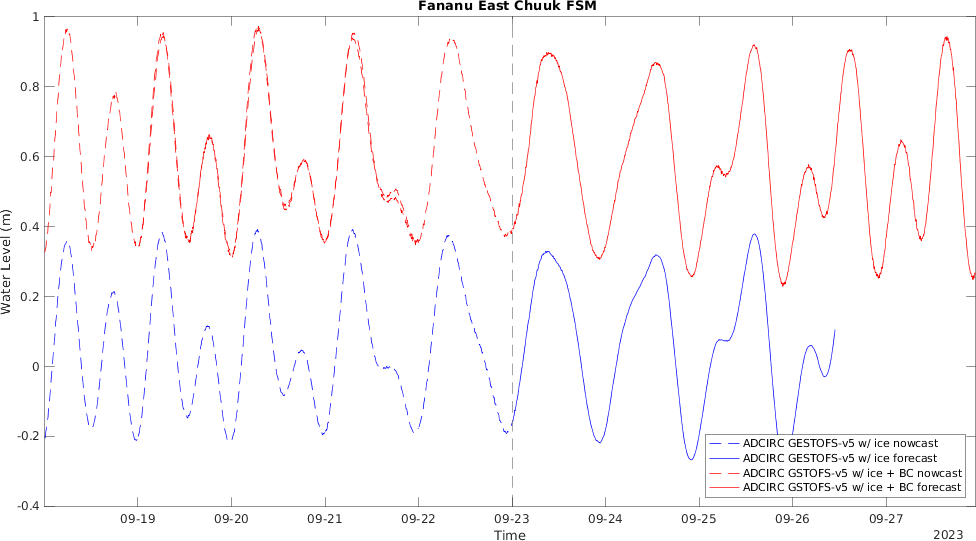 Fananu East Chuuk FSM
Water Level (m)
1
0.8
0.6
0.4
0.2
0
-0.2
-0.4
ADCIRC GESTOFS-v5 w/ ice nowcast
ADCIRC GESTOFS-v5 w/ ice forecast
ADCIRC GSTOFS-v5 w/ ice + BC nowcast
ADCIRC GSTOFS-v5 w/ ice + BC forecast
09-19 09-20 09-21 09-22 09-23 09-24 09-25 09-26 09-27
Time
2023